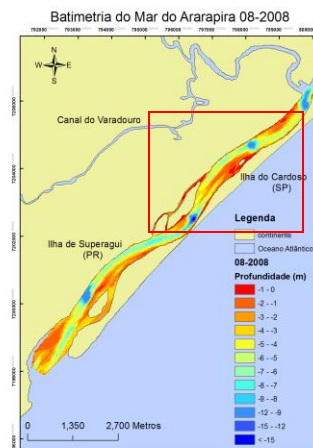 Batimetria do Mar do Ararapira 08-2008
N
W E
S
Canal do Varadouro
Ilha do Cardoso
(SP)
Ilha de Superagui
(PR)
Legenda
continente
Oceano Atlântico
08-2008
Profundidade (m)
-1 - 0
-2 - -1
-3 - -2
-4 - -3
-5 - -4
-6 - -5
-7 - -6
-8 - -7
-9 - -8
-12 - -9
-15 - -12
< -15
0 1,350 2,700 Metros